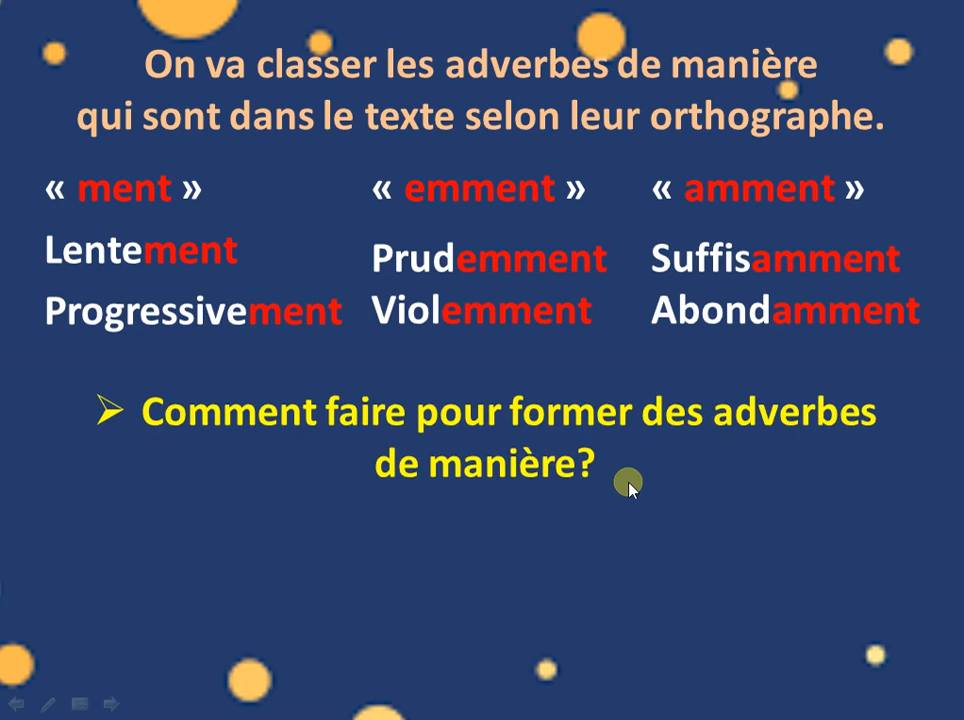 On va classer les adverbes de manière
qui sont dans le texte selon leur orthographe.
« ment » « emment » « amment »
Lentement Prudemment Suffisamment
Progressivement Violemment Abondamment
➢ Comment faire pour former des adverbes
de manière?